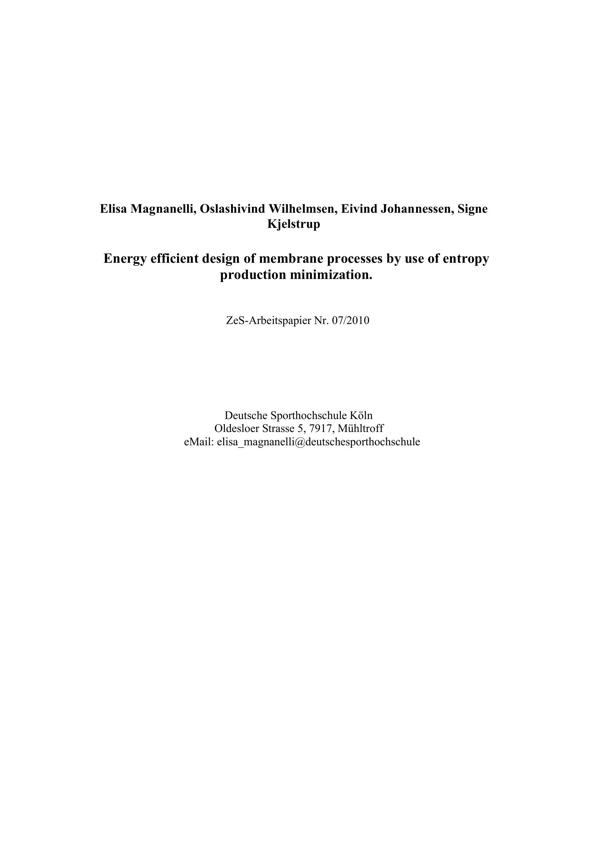 Elisa Magnanelli, Oslashivind Wilhelmsen, Eivind Johannessen, Signe
Kjelstrup
Energy efficient design of membrane processes by use of entropy
production minimization.
ZeS-Arbeitspapier Nr. 07/2010
Deutsche Sporthochschule Köln
Oldesloer Strasse 5, 7917, Mühltroff
eMail: elisa_magnanelli@deutschesporthochschule